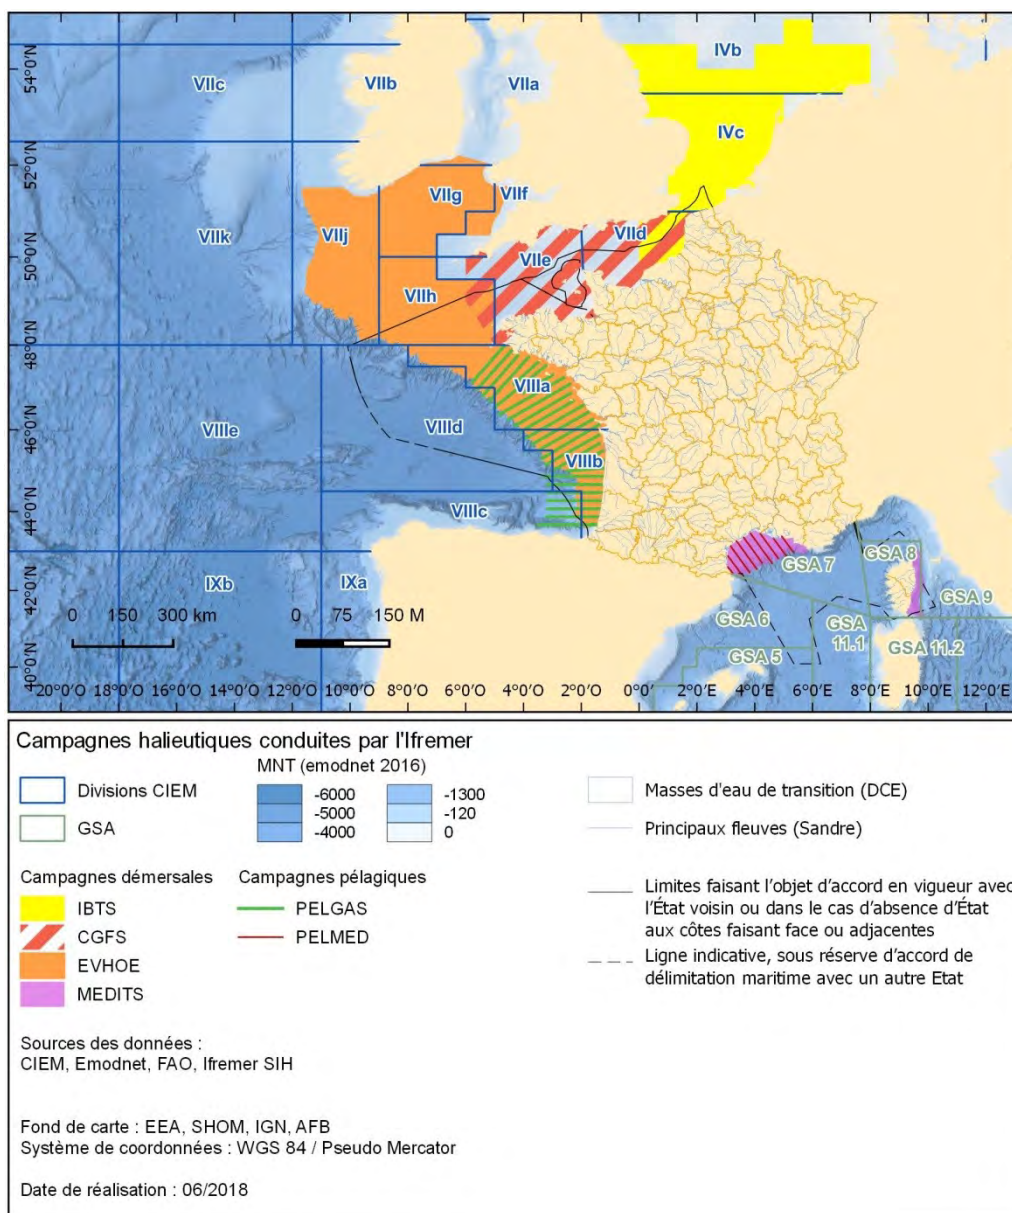 54°0'N
52°0'N
50°0'N
48°0'N
46°0'N
44°0'N
42°0'N
40°0'N
VIIc
VIIb
VIIa
IVb
IVc
VIIg
VIIf
VIIk
VIIj
VIId
VIIe
VIIh
VIIIa
VIIIe
VIIId
VIIIb
VIIIc
IXb
IXa
GSA 8
GSA 7
GSA 9
GSA 6
GSA 11.1
GSA 11.2
GSA 5
0 150 300 km
0 75 150 M
20°0'O 18°0'O 16°0'O 14°0'O 12°0'O 10°0'O 8°0'O 6°0'O 4°0'O 2°0'O 0°0'E 2°0'E 4°0'E 6°0'E 8°0'E 10°0'E 12°0'E
Campagnes halieutiques conduites par l'Ifremer
Divisions CIEM
GSA
MNT (emodnet 2016)
-6000
-5000
-4000
-1300
-120
0
Masses d'eau de transition (DCE)
Principaux fleuves (Sandre)
Campagnes démersales
IBTS
CGFS
EVHOE
MEDITS
Campagnes pélagiques
PELGAS
PELMED
Limites faisant l'objet d'accord en vigueur avec
l'État voisin ou dans le cas d'absence d'État
aux côtes faisant face ou adjacentes
Ligne indicative, sous réserve d'accord de
délimitation maritime avec un autre Etat
Sources des données :
CIEM, Emodnet, FAO, Ifremer SIH
Fond de carte : EEA, SHOM, IGN, AFB
Système de coordonnées : WGS 84 / Pseudo Mercator
Date de réalisation : 06/2018